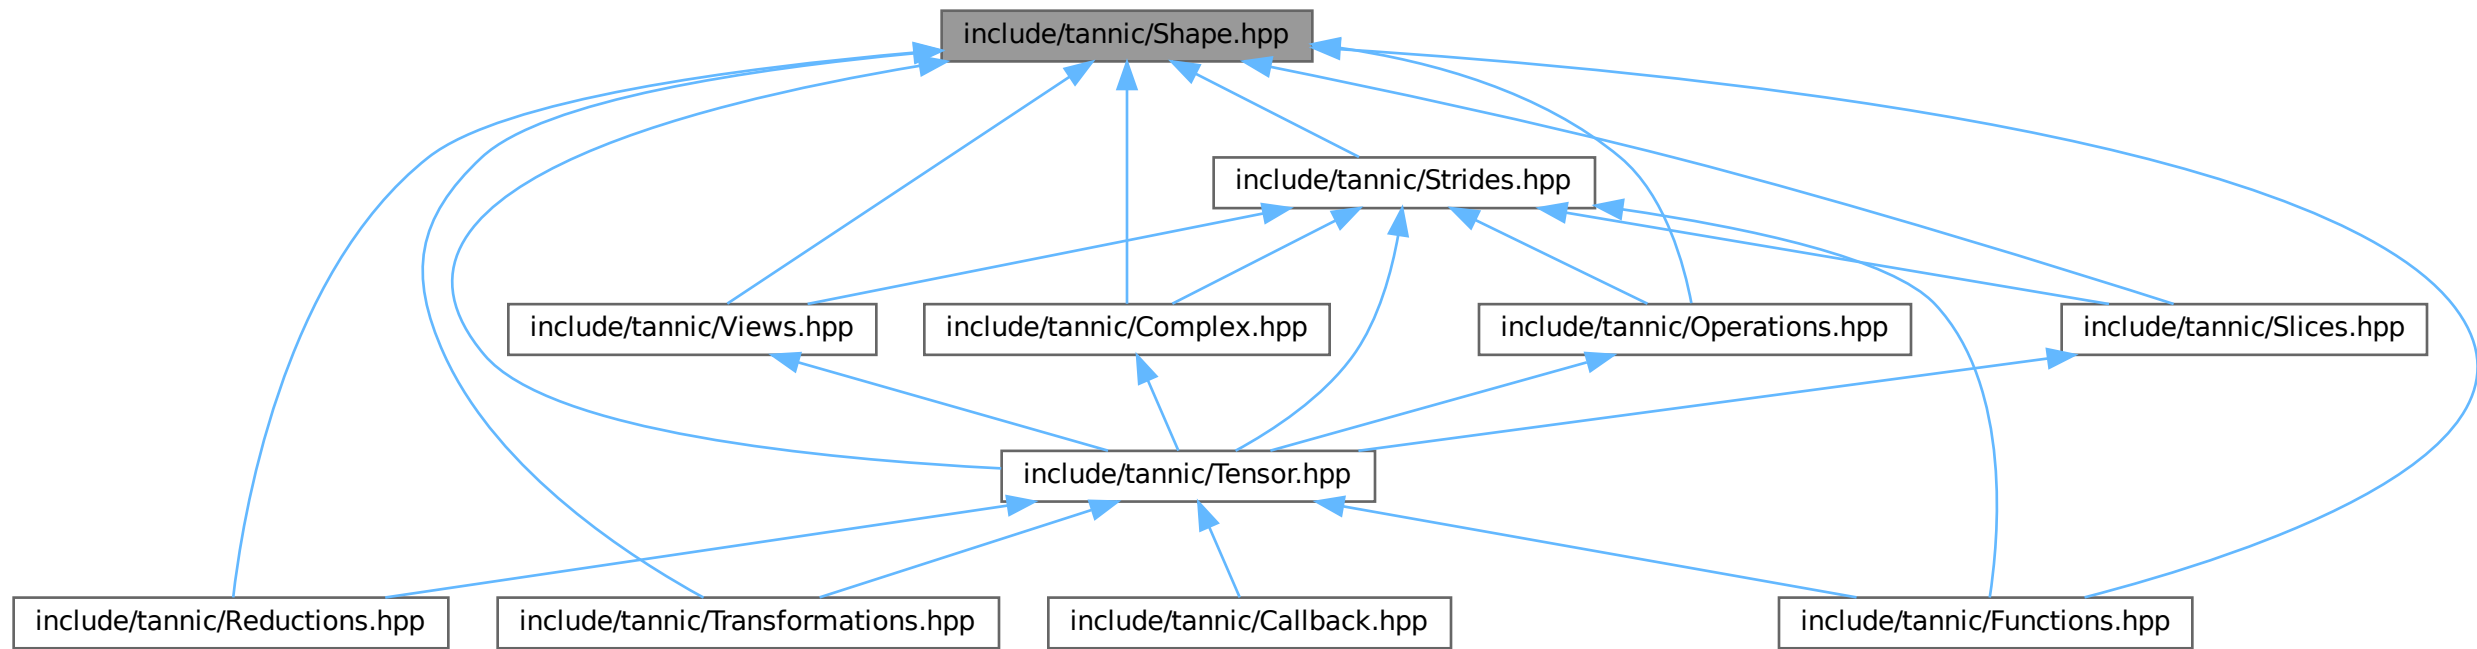 include/tannic/Shape.hpp
include/tannic/Strides.hpp
include/tannic/Views.hpp
include/tannic/Complex.hpp
include/tannic/Operations.hpp
include/tannic/Slices.hpp
include/tannic/Tensor.hpp
include/tannic/Reductions.hpp
include/tannic/Transformations.hpp
include/tannic/Callback.hpp
include/tannic/Functions.hpp